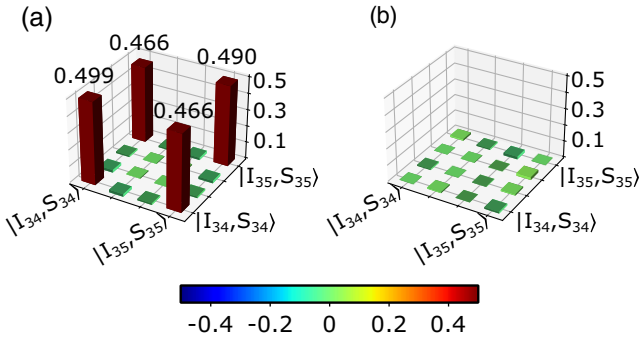 (a)
(b)
0.466
0.490
0.499
0.466
0.5
0.3
0.1
|I₃₅,S₃₅⟩
|I₃₄,S₃₄⟩
|I₃₄,S₃₄⟩
|I₃₅,S₃₅⟩
0.5
0.3
0.1
|I₃₅,S₃₅⟩
|I₃₄,S₃₄⟩
|I₃₄,S₃₄⟩
|I₃₅,S₃₅⟩
-0.4 -0.2 0 0.2 0.4